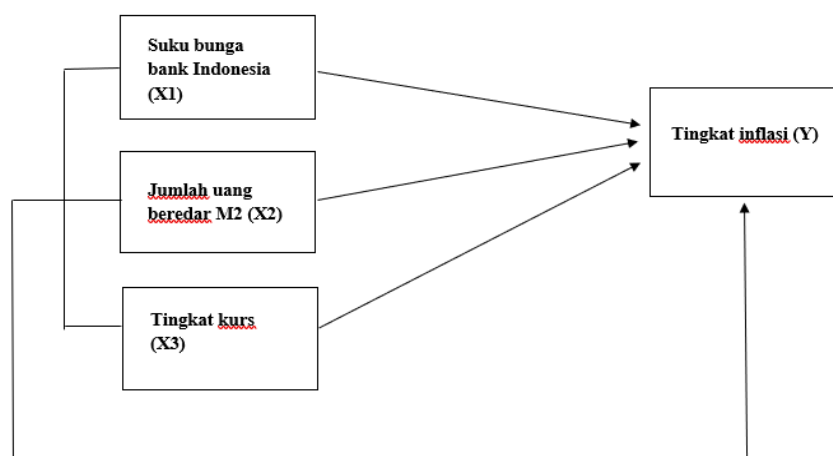 Suku bunga
bank Indonesia
(X1)
Tingkat inflasi (Y)
Jumlah uang
beredar M2 (X2)
Tingkat kurs
(X3)